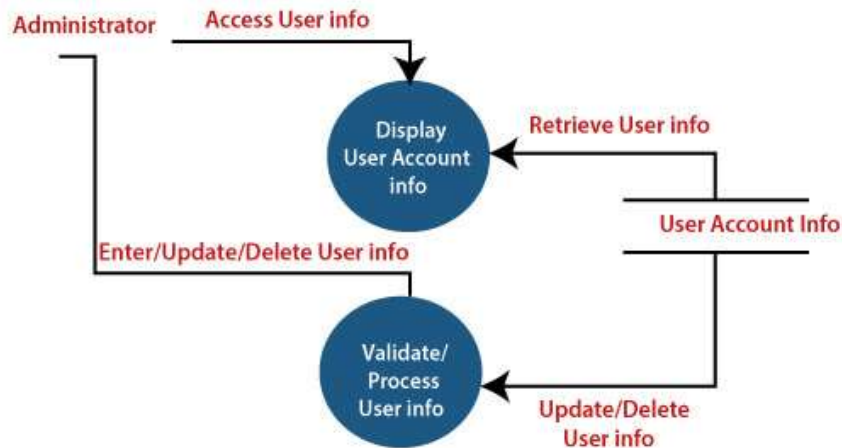 Administrator
Access User info
Display
User Account
info
Retrieve User info
User Account Info
Enter/Update/Delete User info
Validate/
Process
User info
Update/Delete
User info